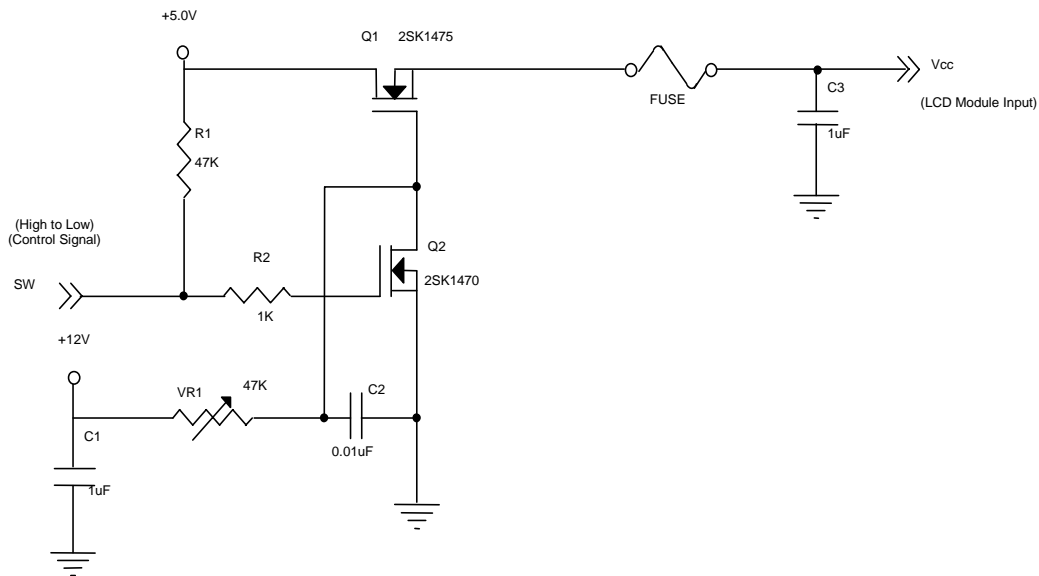 +5.0V
Q1 2SK1475
Vcc
FUSE
C3
(LCD Module Input)
R1
1uF
47K
(High to Low)
(Control Signal)
Q2
R2
2SK1470
SW
1K
+12V
VR1
47K
C2
C1
0.01uF
1uF